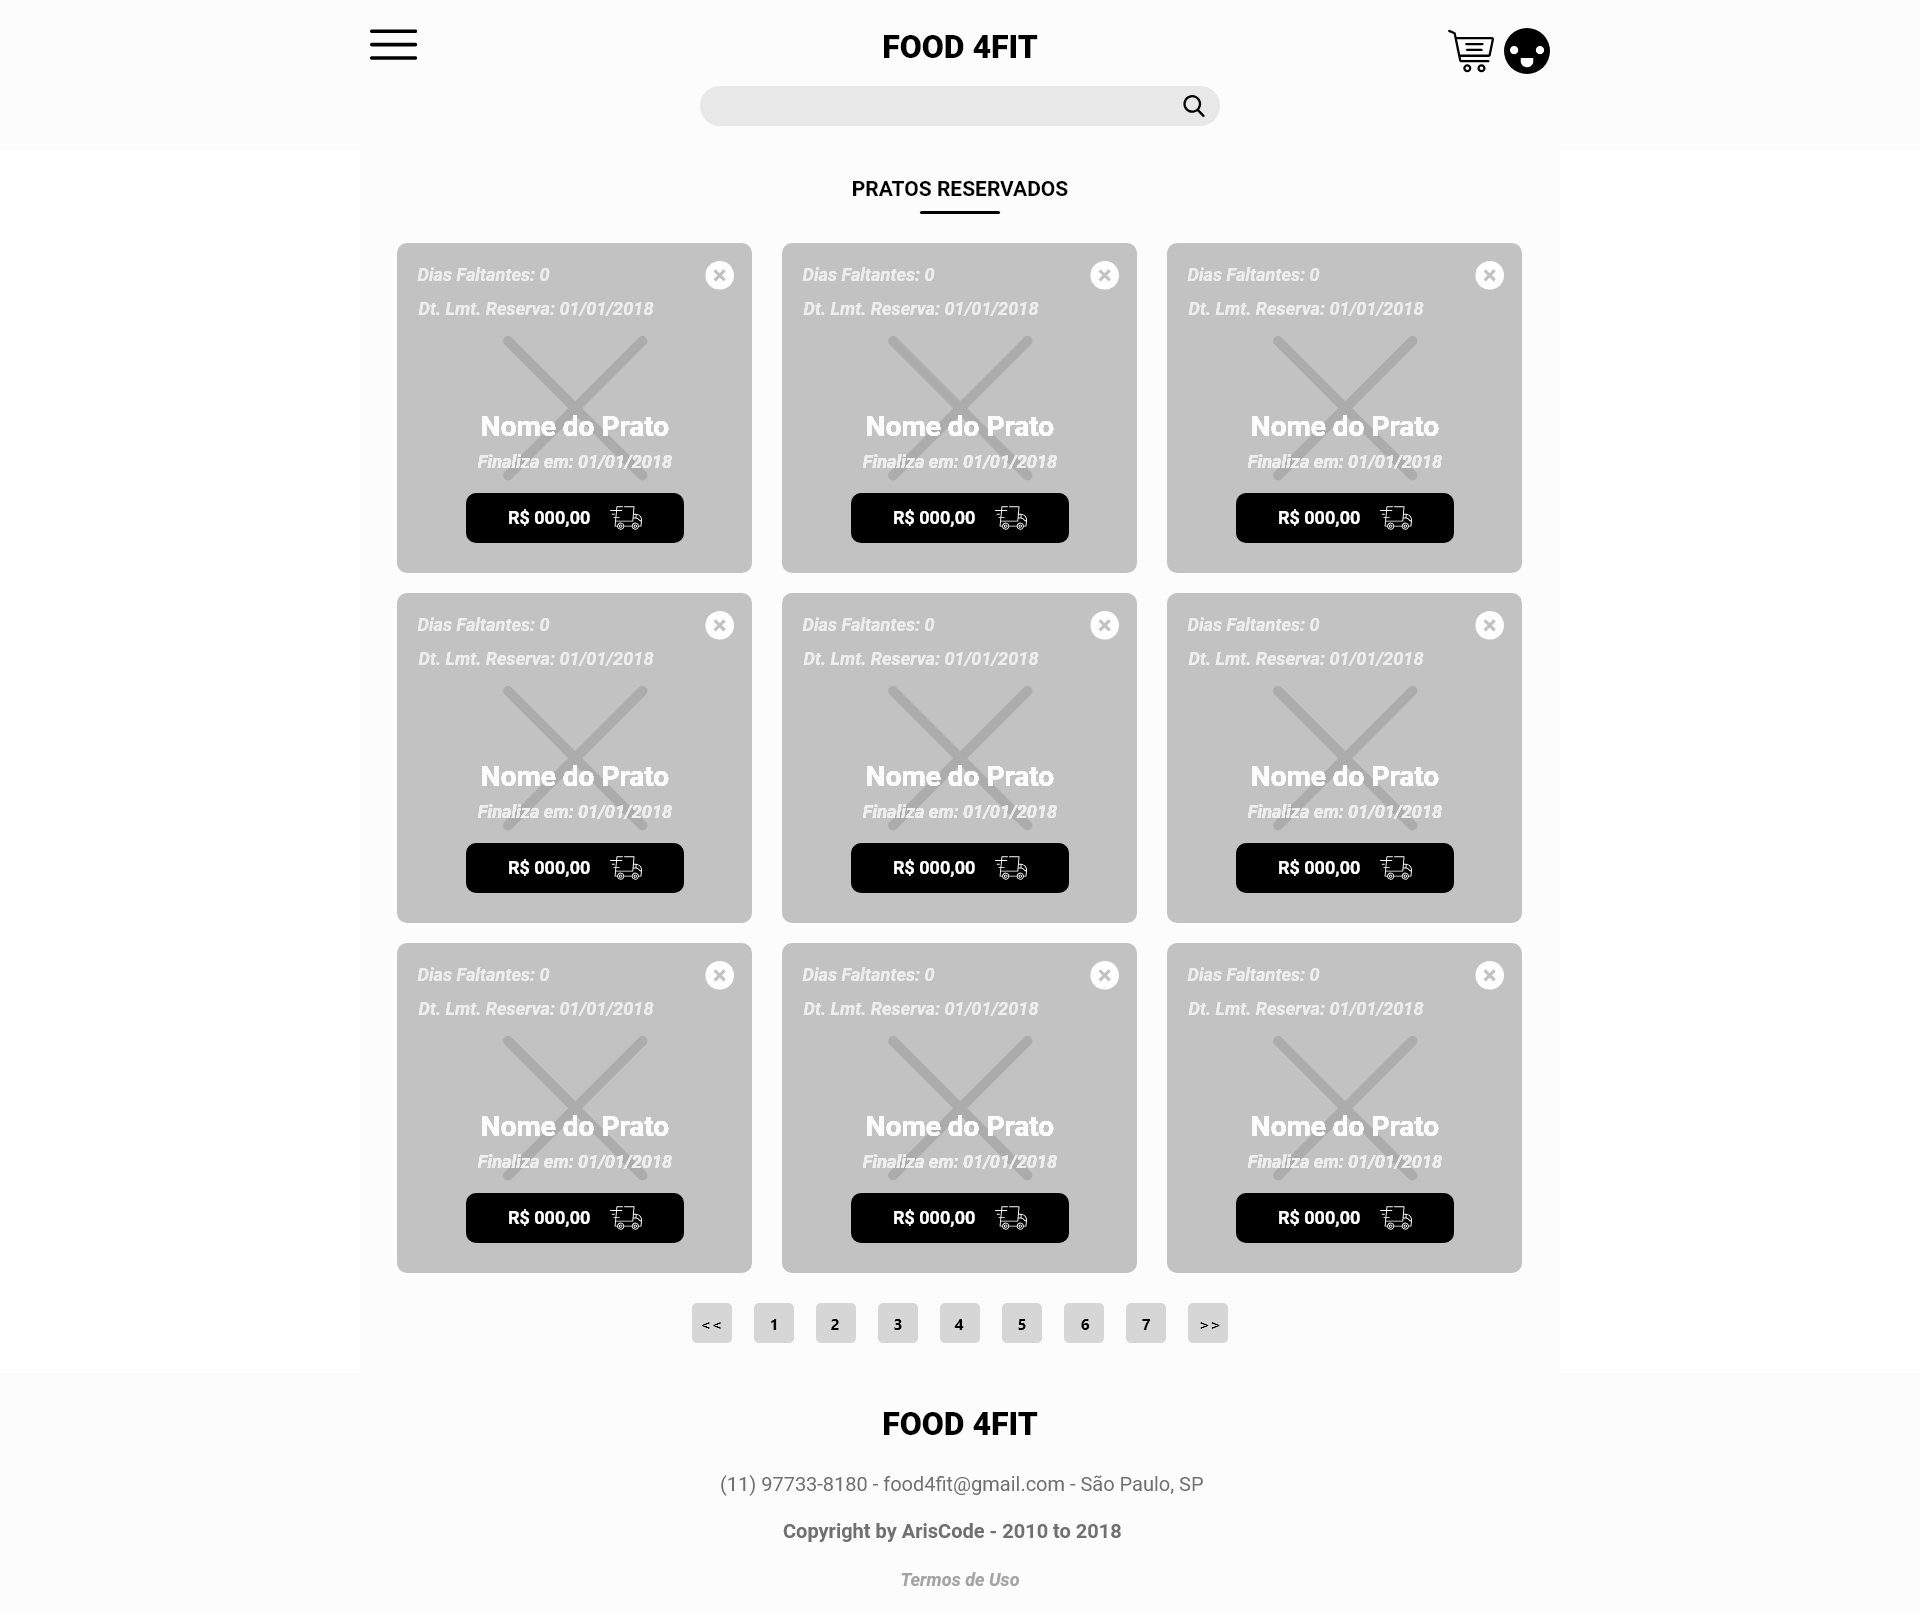 FOOD 4FIT
PRATOS RESERVADOS
Dias Faltantes: 0
Dt. Lmt. Reserva: 01/01/2018
Nome do Prato
Finaliza em: 01/01/2018
R$ 000,00
Dias Faltantes: 0
Dt. Lmt. Reserva: 01/01/2018
Nome do Prato
Finaliza em: 01/01/2018
R$ 000,00
Dias Faltantes: 0
Dt. Lmt. Reserva: 01/01/2018
Nome do Prato
Finaliza em: 01/01/2018
R$ 000,00
Dias Faltantes: 0
Dt. Lmt. Reserva: 01/01/2018
Nome do Prato
Finaliza em: 01/01/2018
R$ 000,00
Dias Faltantes: 0
Dt. Lmt. Reserva: 01/01/2018
Nome do Prato
Finaliza em: 01/01/2018
R$ 000,00
Dias Faltantes: 0
Dt. Lmt. Reserva: 01/01/2018
Nome do Prato
Finaliza em: 01/01/2018
R$ 000,00
Dias Faltantes: 0
Dt. Lmt. Reserva: 01/01/2018
Nome do Prato
Finaliza em: 01/01/2018
R$ 000,00
Dias Faltantes: 0
Dt. Lmt. Reserva: 01/01/2018
Nome do Prato
Finaliza em: 01/01/2018
R$ 000,00
Dias Faltantes: 0
Dt. Lmt. Reserva: 01/01/2018
Nome do Prato
Finaliza em: 01/01/2018
R$ 000,00
<< 1 2 3 4 5 6 7 >>
FOOD 4FIT
(11) 97733-8180 - food4fit@gmail.com - São Paulo, SP
Copyright by ArisCode - 2010 to 2018
Termos de Uso